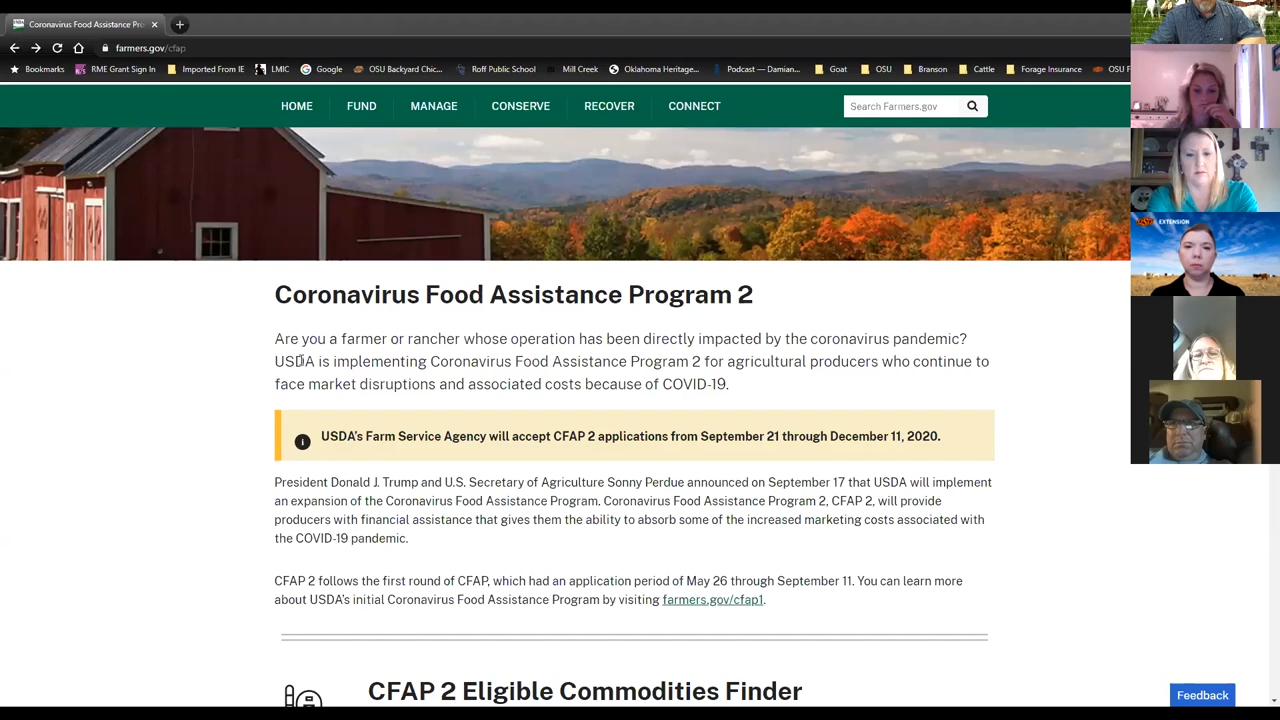 Coronavirus Food Assistance Pro
farmers.gov/cfap
Bookmarks RME Grant Sign In Imported From IE LMIC Google OSU Backyard Chic... Roff Public School Mill Creek Oklahoma Heritage... Podcast — Damian... Goat OSU Branson Cattle Forage Insurance OSU F
HOME FUND MANAGE CONSERVE RECOVER CONNECT
Search Farmers.gov
EXTENSION
Coronavirus Food Assistance Program 2
Are you a farmer or rancher whose operation has been directly impacted by the coronavirus pandemic?
USDA is implementing Coronavirus Food Assistance Program 2 for agricultural producers who continue to
face market disruptions and associated costs because of COVID-19.
USDA's Farm Service Agency will accept CFAP 2 applications from September 21 through December 11, 2020.
President Donald J. Trump and U.S. Secretary of Agriculture Sonny Perdue announced on September 17 that USDA will implement
an expansion of the Coronavirus Food Assistance Program. Coronavirus Food Assistance Program 2, CFAP 2, will provide
producers with financial assistance that gives them the ability to absorb some of the increased marketing costs associated with
the COVID-19 pandemic.
CFAP 2 follows the first round of CFAP, which had an application period of May 26 through September 11. You can learn more
about USDA's initial Coronavirus Food Assistance Program by visiting farmers.gov/cfap1.
CFAP 2 Eligible Commodities Finder
Feedback